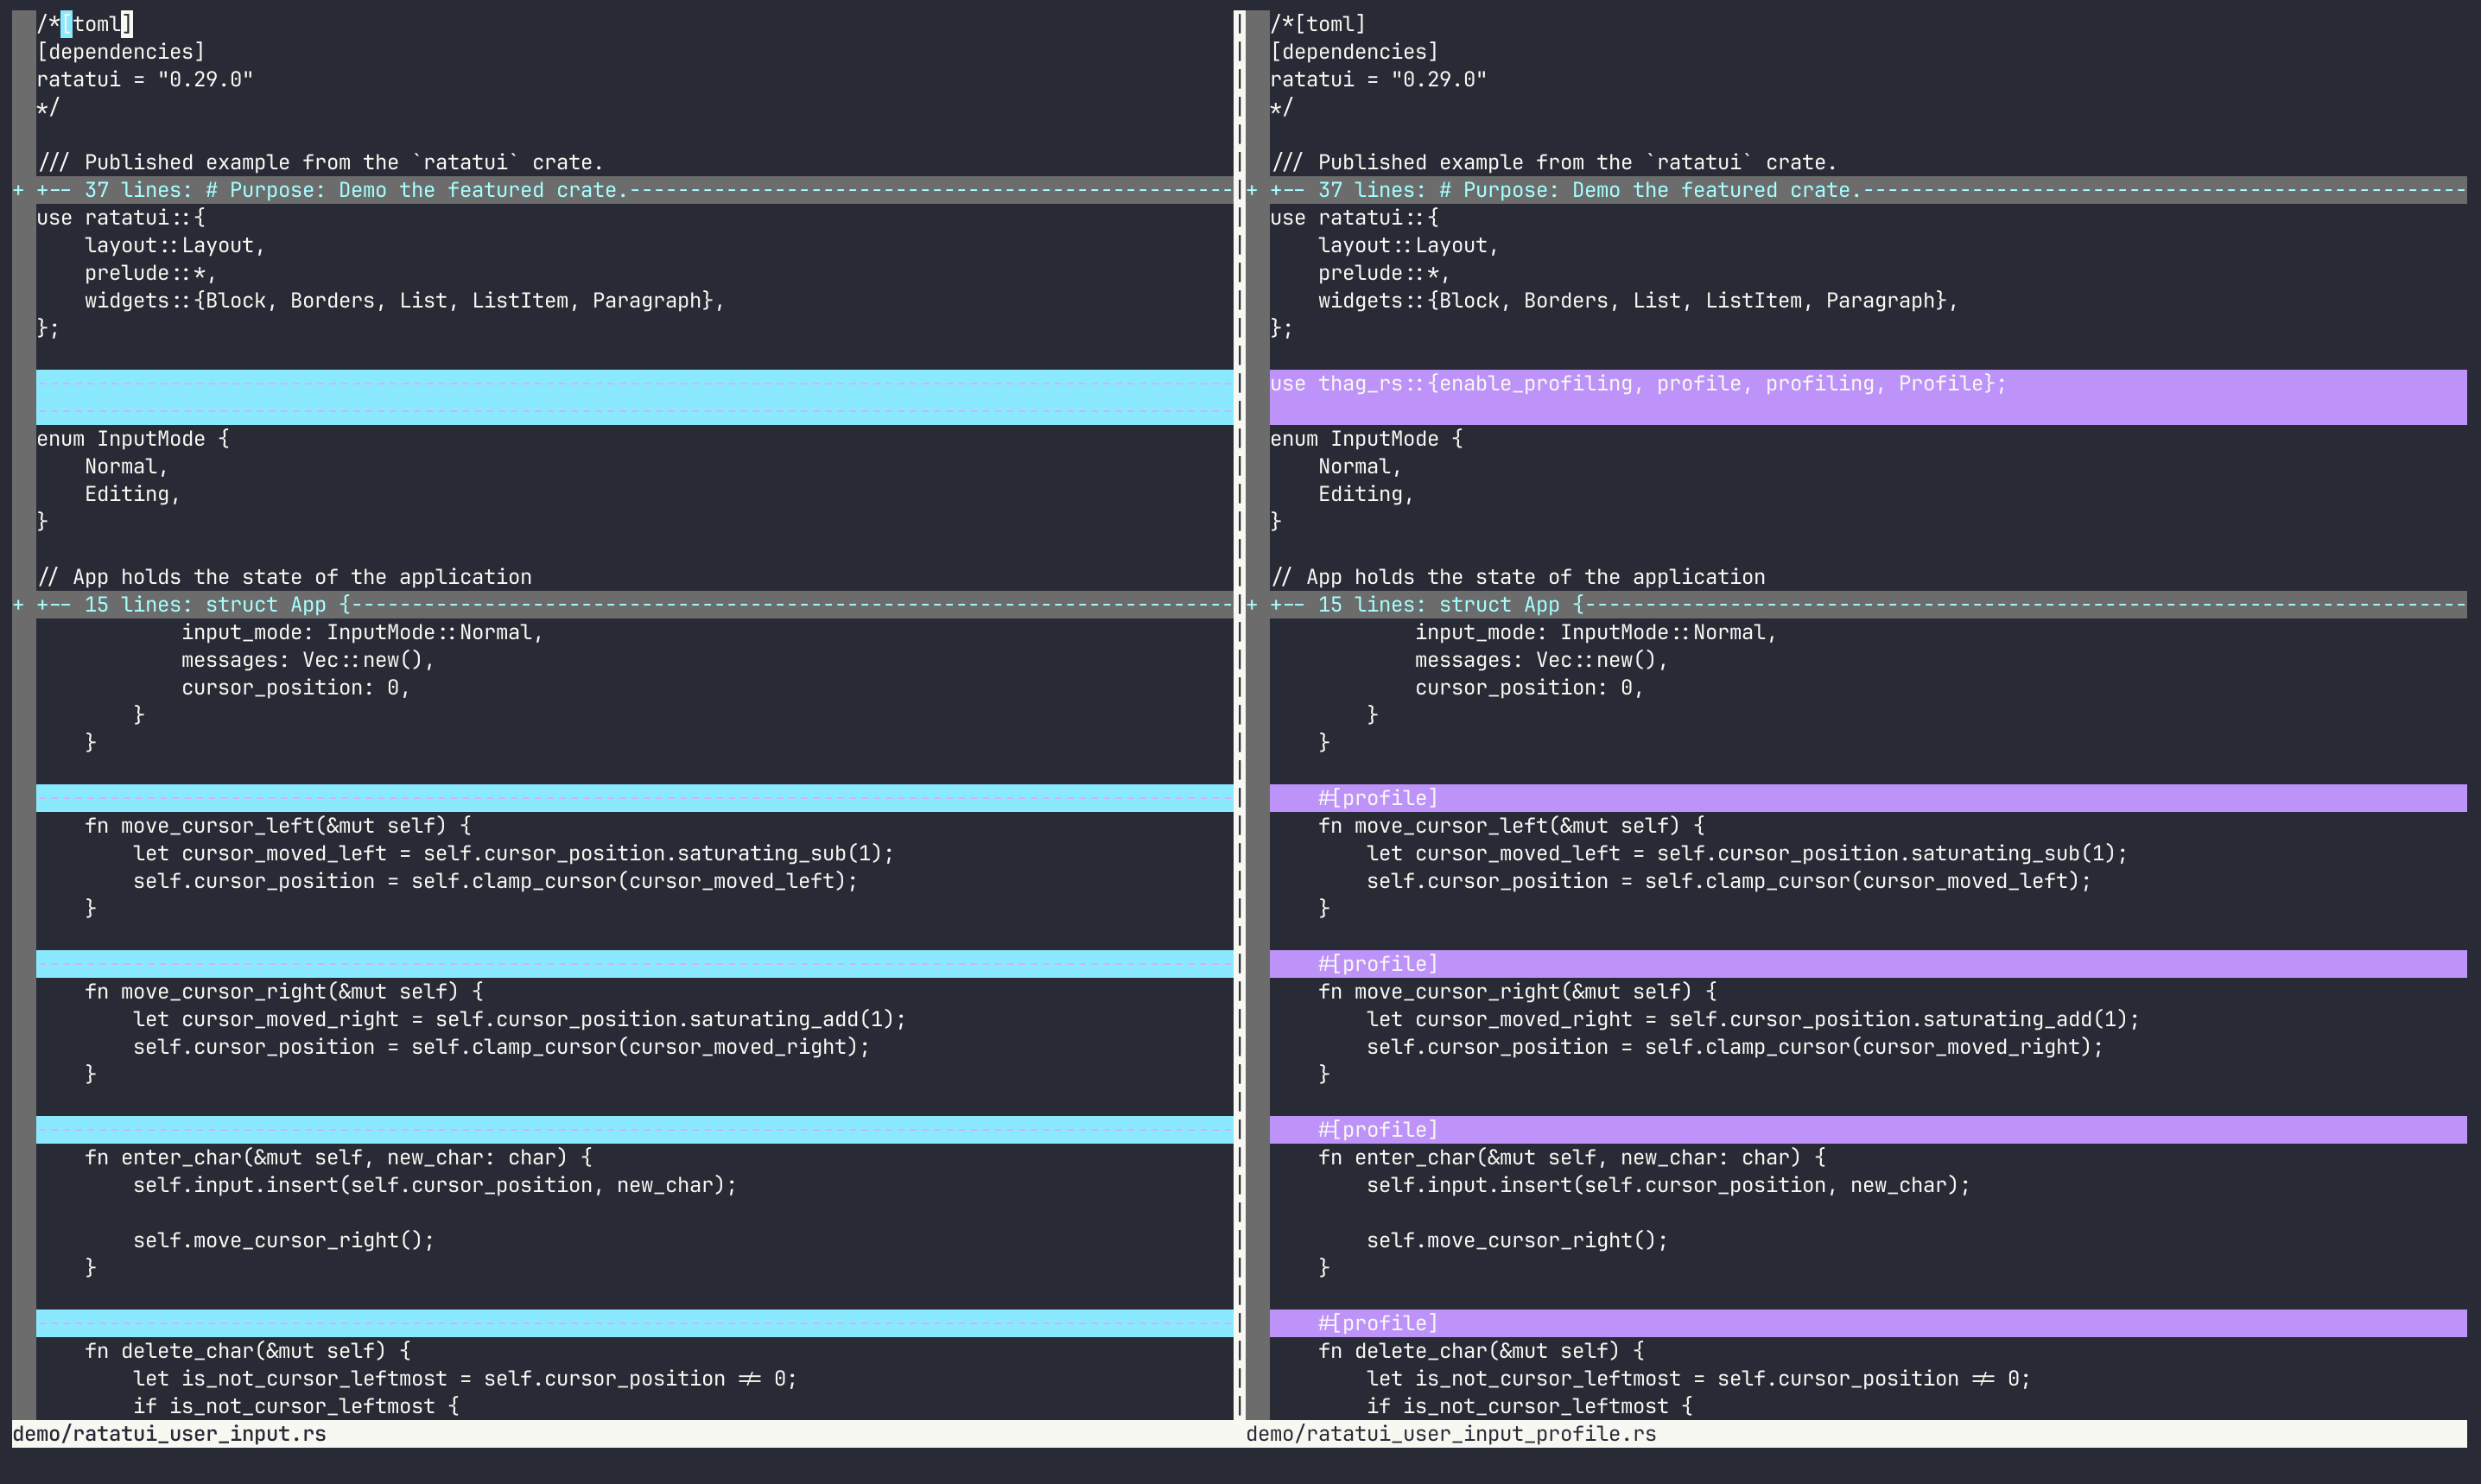 /*[toml]
[dependencies]
ratatui = "0.29.0"
*/
/// Published example from the `ratatui` crate.
+ +-- 37 lines: # Purpose: Demo the featured crate.--------------------------------------------------
use ratatui::{
    layout::Layout,
    prelude::*,
    widgets::{Block, Borders, List, ListItem, Paragraph},
};
enum InputMode {
    Normal,
    Editing,
}
// App holds the state of the application
+ +-- 15 lines: struct App {-------------------------------------------------------------------------
            input_mode: InputMode::Normal,
            messages: Vec::new(),
            cursor_position: 0,
        }
    }
    fn move_cursor_left(&mut self) {
        let cursor_moved_left = self.cursor_position.saturating_sub(1);
        self.cursor_position = self.clamp_cursor(cursor_moved_left);
    }
    fn move_cursor_right(&mut self) {
        let cursor_moved_right = self.cursor_position.saturating_add(1);
        self.cursor_position = self.clamp_cursor(cursor_moved_right);
    }
    fn enter_char(&mut self, new_char: char) {
        self.input.insert(self.cursor_position, new_char);
        self.move_cursor_right();
    }
    fn delete_char(&mut self) {
        let is_not_cursor_leftmost = self.cursor_position != 0;
        if is_not_cursor_leftmost {
demo/ratatui_user_input.rs
/*[toml]
[dependencies]
ratatui = "0.29.0"
*/
/// Published example from the `ratatui` crate.
+ +-- 37 lines: # Purpose: Demo the featured crate.--------------------------------------------------
use ratatui::{
    layout::Layout,
    prelude::*,
    widgets::{Block, Borders, List, ListItem, Paragraph},
};
use thag_rs::{enable_profiling, profile, profiling, Profile};
enum InputMode {
    Normal,
    Editing,
}
// App holds the state of the application
+ +-- 15 lines: struct App {-------------------------------------------------------------------------
            input_mode: InputMode::Normal,
            messages: Vec::new(),
            cursor_position: 0,
        }
    }
    #[profile]
    fn move_cursor_left(&mut self) {
        let cursor_moved_left = self.cursor_position.saturating_sub(1);
        self.cursor_position = self.clamp_cursor(cursor_moved_left);
    }
    #[profile]
    fn move_cursor_right(&mut self) {
        let cursor_moved_right = self.cursor_position.saturating_add(1);
        self.cursor_position = self.clamp_cursor(cursor_moved_right);
    }
    #[profile]
    fn enter_char(&mut self, new_char: char) {
        self.input.insert(self.cursor_position, new_char);
        self.move_cursor_right();
    }
    #[profile]
    fn delete_char(&mut self) {
        let is_not_cursor_leftmost = self.cursor_position != 0;
        if is_not_cursor_leftmost {
demo/ratatui_user_input_profile.rs